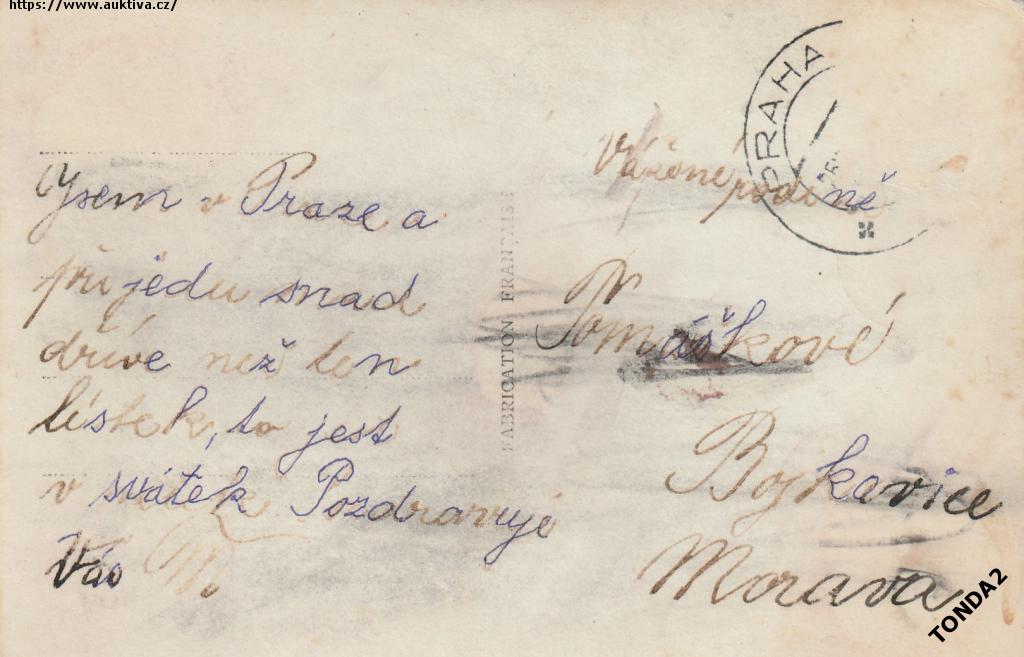 https://www.auktiva.cz/
PRAHA
Jsem v Praze a
přijedu snad
dříve než ten
lístek, to jest
v svátek Pozdravuje
Vás M.
FABRICATION FRANÇAISE
Vážené rodině
Tomáškové
Bojkovice
Morava
TONDA2